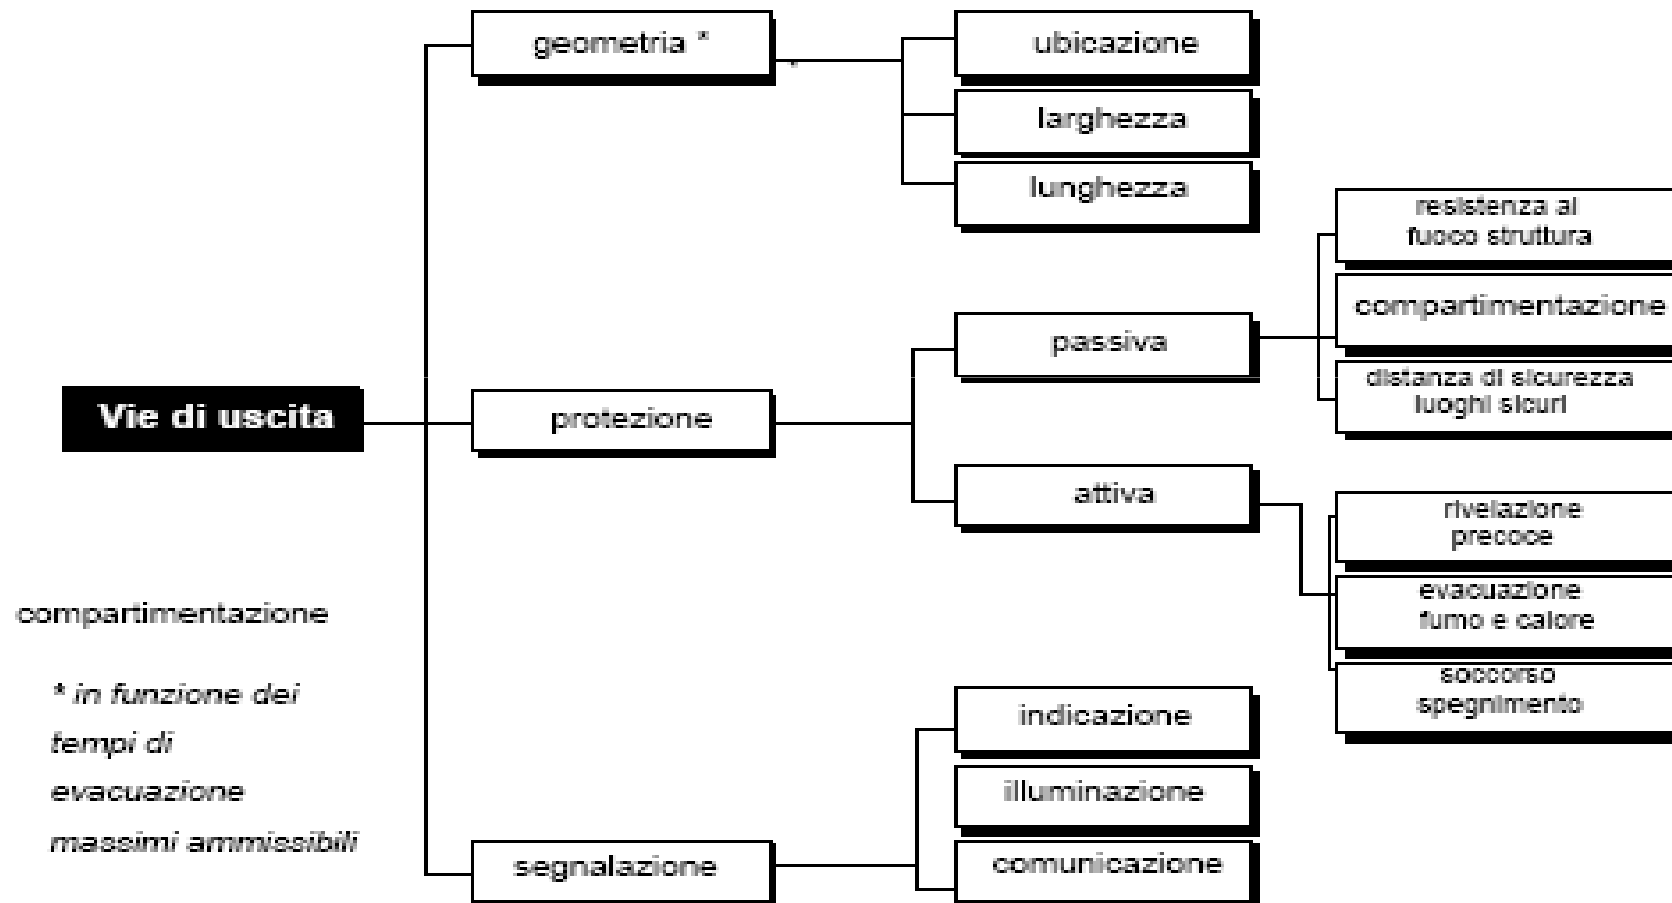 geometria *
ubicazione
larghezza
lunghezza
resistenza al
fuoco struttura
compartimentazione
distanza di sicurezza
luoghi sicuri
passiva
Vie di uscita
protezione
attiva
rivelazione
precoce
evacuazione
fumo e calore
soccorso
spegnimento
compartimentazione
* in funzione dei
tempi di
evacuazione
massimi ammissibili
indicazione
illuminazione
comunicazione
segnalazione